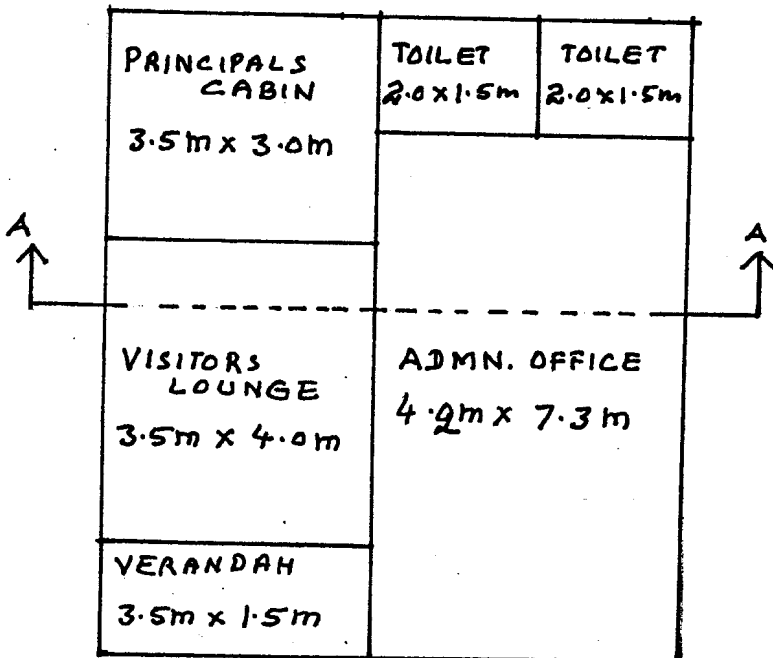 PRINCIPALS
CABIN
3.5m x 3.0m
TOILET
2.0x1.5m
TOILET
2.0x1.5m
A
A
VISITORS
LOUNGE
3.5m x 4.0m
ADMN. OFFICE
4.2m x 7.3m
VERANDAH
3.5m x 1.5m